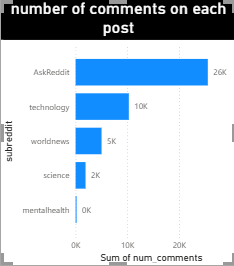 number of comments on each
post
subreddit
AskReddit 26K
technology 10K
worldnews 5K
science 2K
mentalhealth 0K
0K 10K 20K
Sum of num_comments